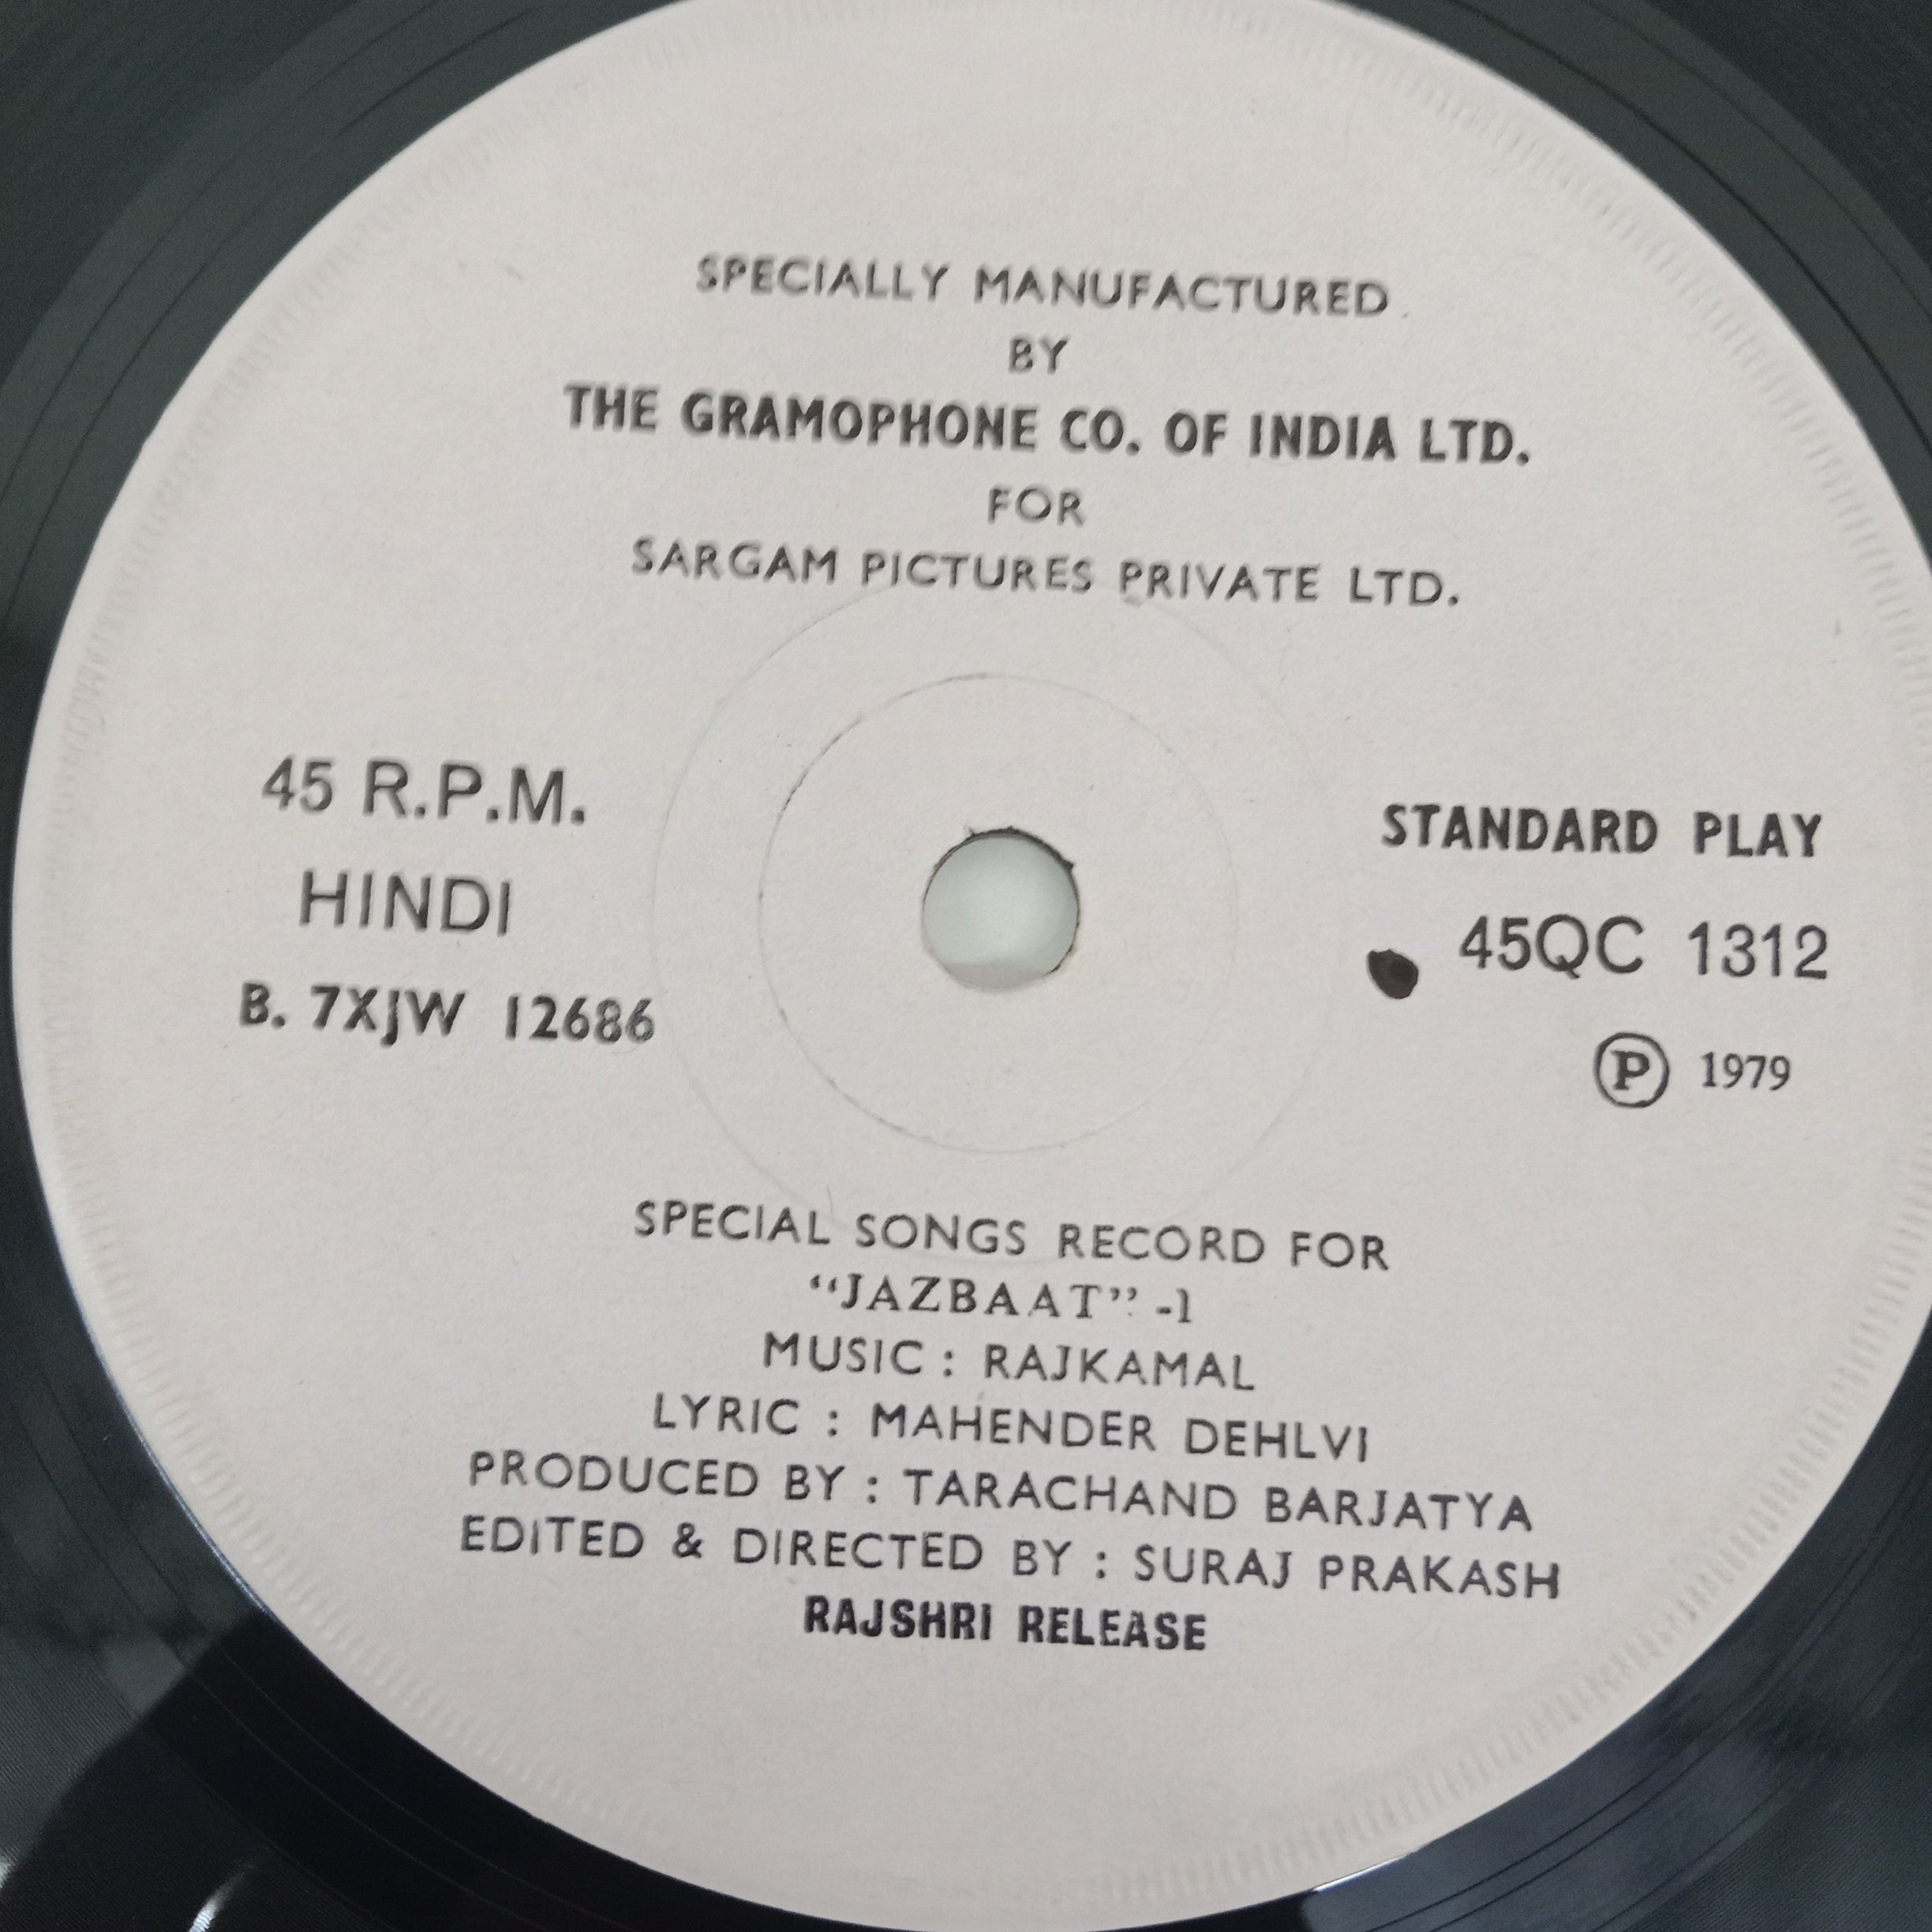 SPECIALLY MANUFACTURED
BY
THE GRAMOPHONE CO. OF INDIA LTD.
FOR
SARGAM PICTURES PRIVATE LTD.
45 R.P.M.
HINDI
B. 7XJW 12686
STANDARD PLAY
45QC 1312
Ⓟ 1979
SPECIAL SONGS RECORD FOR
“JAZBAAT” -1
MUSIC : RAJKAMAL
LYRIC : MAHENDER DEHLVI
PRODUCED BY : TARACHAND BARJATYA
EDITED & DIRECTED BY : SURAJ PRAKASH
RAJSHRI RELEASE